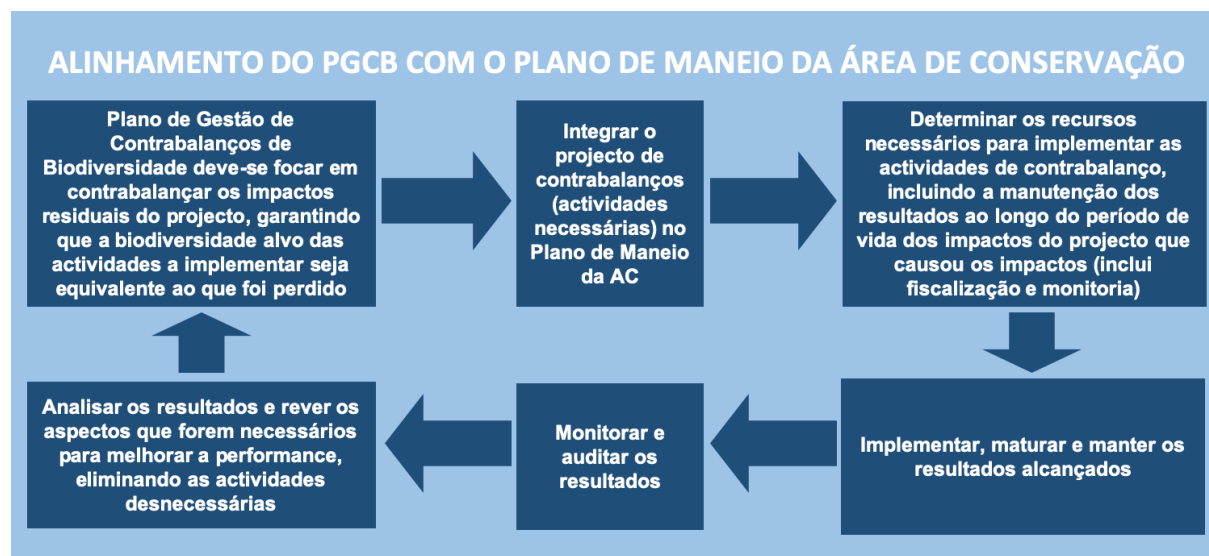 ALINHAMENTO DO PGCB COM O PLANO DE MANEIO DA ÁREA DE CONSERVAÇÃO
Plano de Gestão de
Contrabalanços de
Biodiversidade deve-se focar em
contrabalançar os impactos
residuais do projecto, garantindo
que a biodiversidade alvo das
actividades a implementar seja
equivalente ao que foi perdido
Integrar o
projecto de
contrabalanços
(actividades
necessárias) no
Plano de Maneio
da AC
Determinar os recursos
necessários para implementar as
actividades de contrabalanço,
incluindo a manutenção dos
resultados ao longo do período de
vida dos impactos do projecto que
causou os impactos (inclui
fiscalização e monitoria)
Implementar, maturar e manter os
resultados alcançados
Monitorar e
auditar os
resultados
Analisar os resultados e rever os
aspectos que forem necessários
para melhorar a performance,
eliminando as actividades
desnecessárias